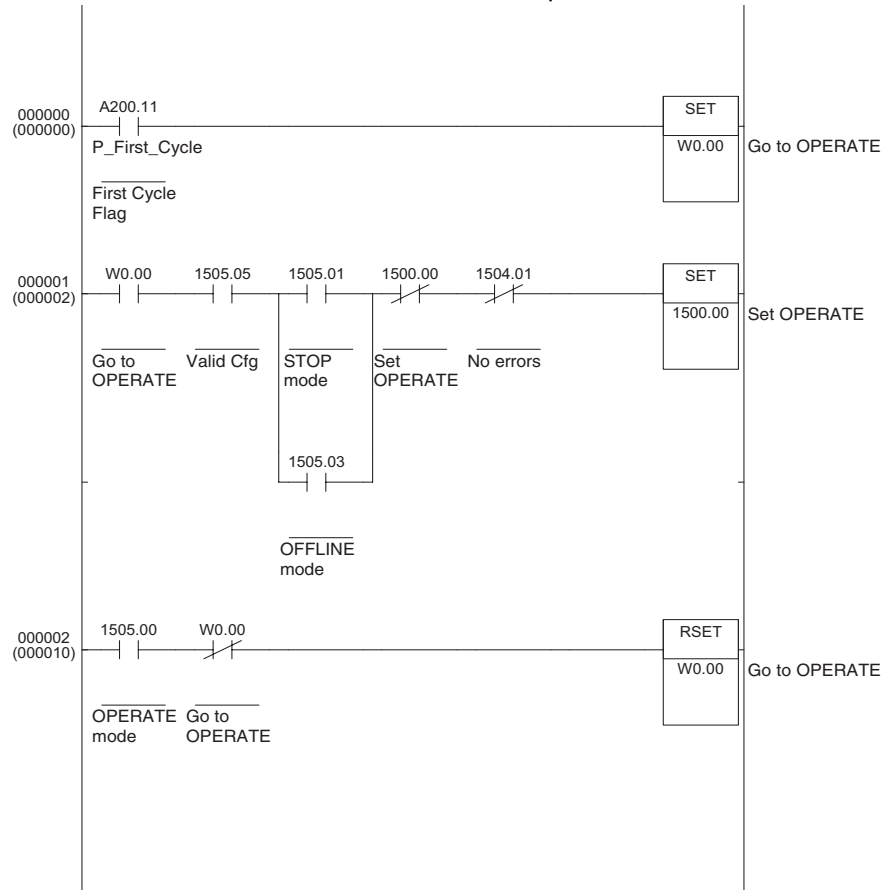 000000
(000000)
A200.11
P_First_Cycle
First Cycle
Flag
SET
W0.00
Go to OPERATE
000001
(000002)
W0.00
1505.05
1505.01
1500.00
1504.01
Go to
OPERATE
Valid Cfg
STOP
mode
Set
OPERATE
No errors
SET
1500.00
Set OPERATE
1505.03
OFFLINE
mode
000002
(000010)
1505.00
W0.00
OPERATE
mode
Go to
OPERATE
RSET
W0.00
Go to OPERATE